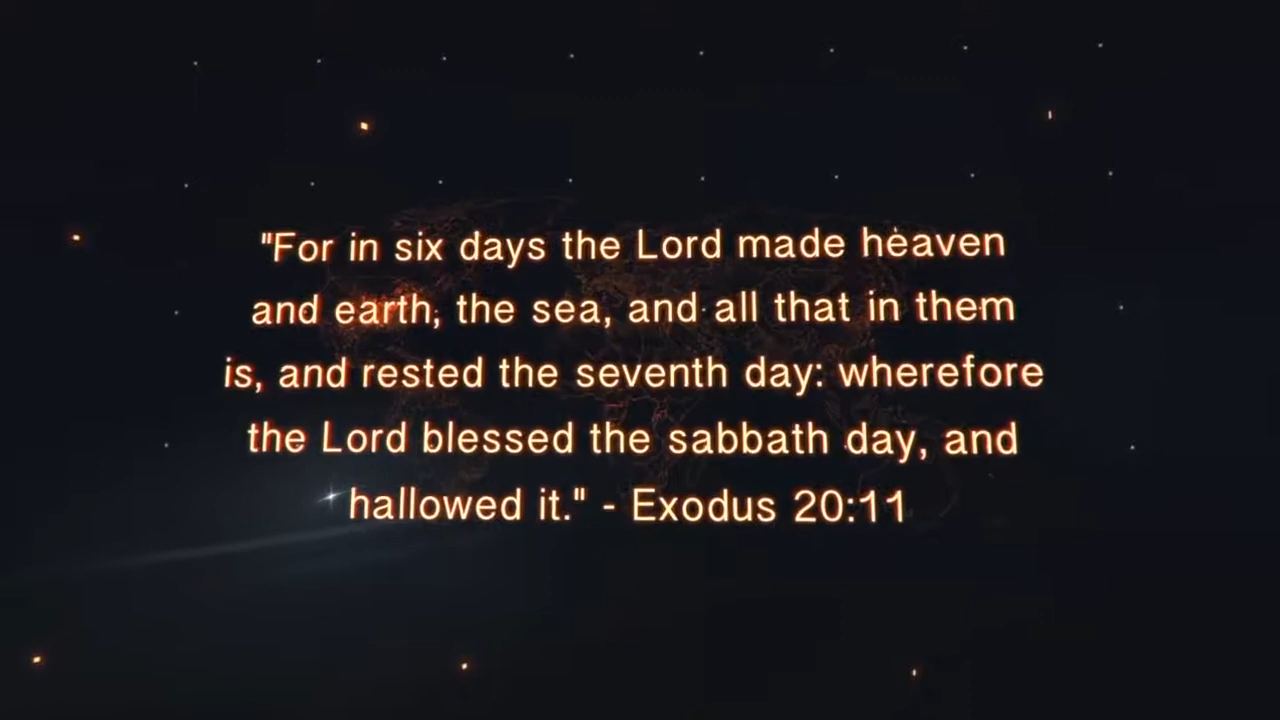 "For in six days the Lord made heaven
and earth, the sea, and all that in them
is, and rested the seventh day: wherefore
the Lord blessed the sabbath day, and
hallowed it." - Exodus 20:11